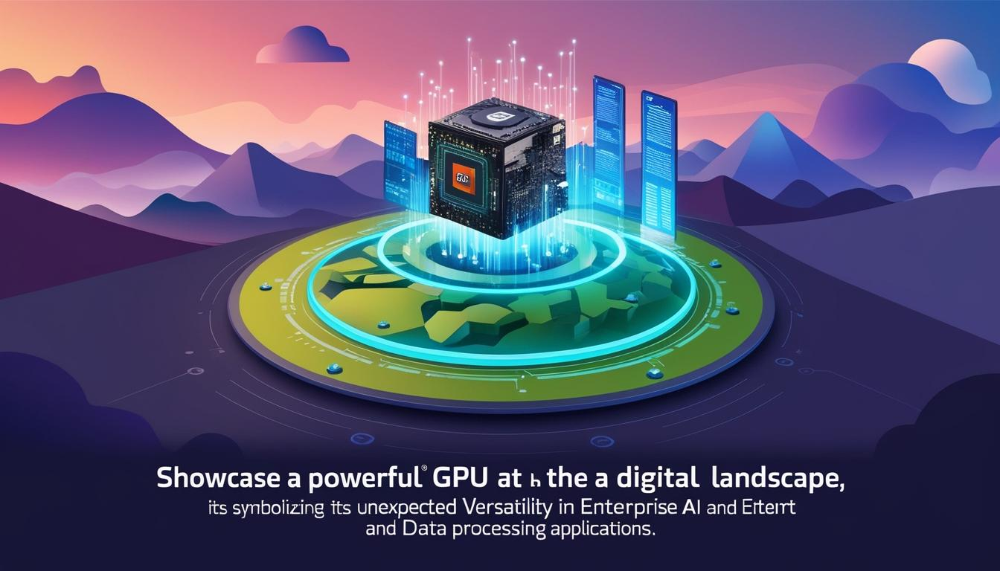 Showcase a powerful® GPU at h the a digital landscape,
its symbolizing its unexpected Versatility in Enterprise AI and Etertt
and Data processing applications.